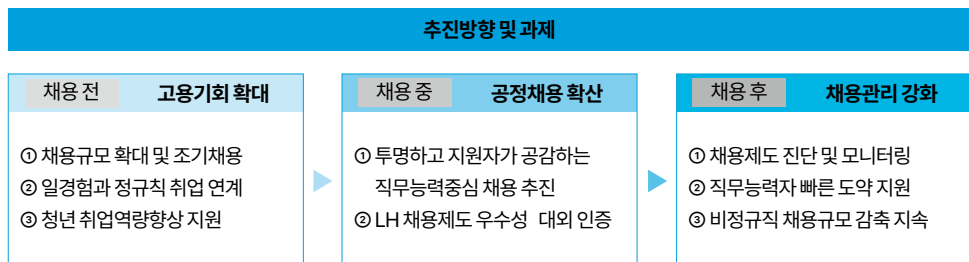 추진방향 및 과제
채용 전 고용기회 확대
① 채용규모 확대 및 조기채용
② 일경험과 정규직 취업 연계
③ 청년 취업역량향상 지원
채용 중 공정채용 확산
① 투명하고 지원자가 공감하는
직무능력중심 채용 추진
② LH 채용제도 우수성 대외 인증
채용 후 채용관리 강화
① 채용제도 진단 및 모니터링
② 직무능력자 빠른 도약 지원
③ 비정규직 채용규모 감축 지속